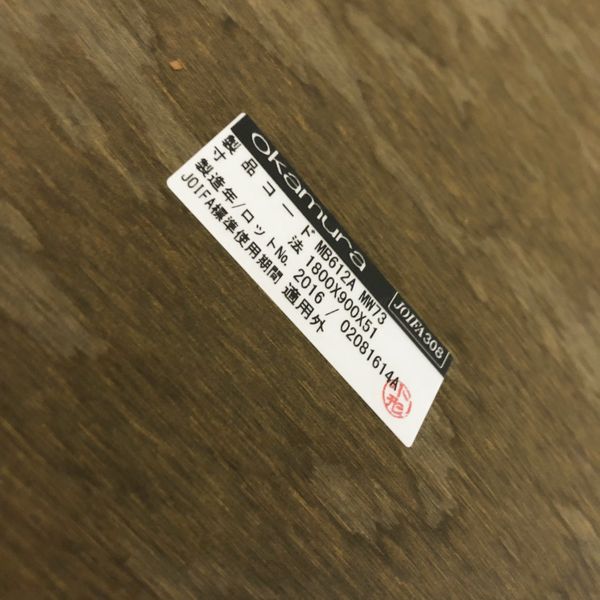 okamura
JOIFA308
製品コード MB612A MW73
寸法 1800X900X51
製造年/ロットNo. 2016 / 02081614A
JOIFA標準使用期間 適用外